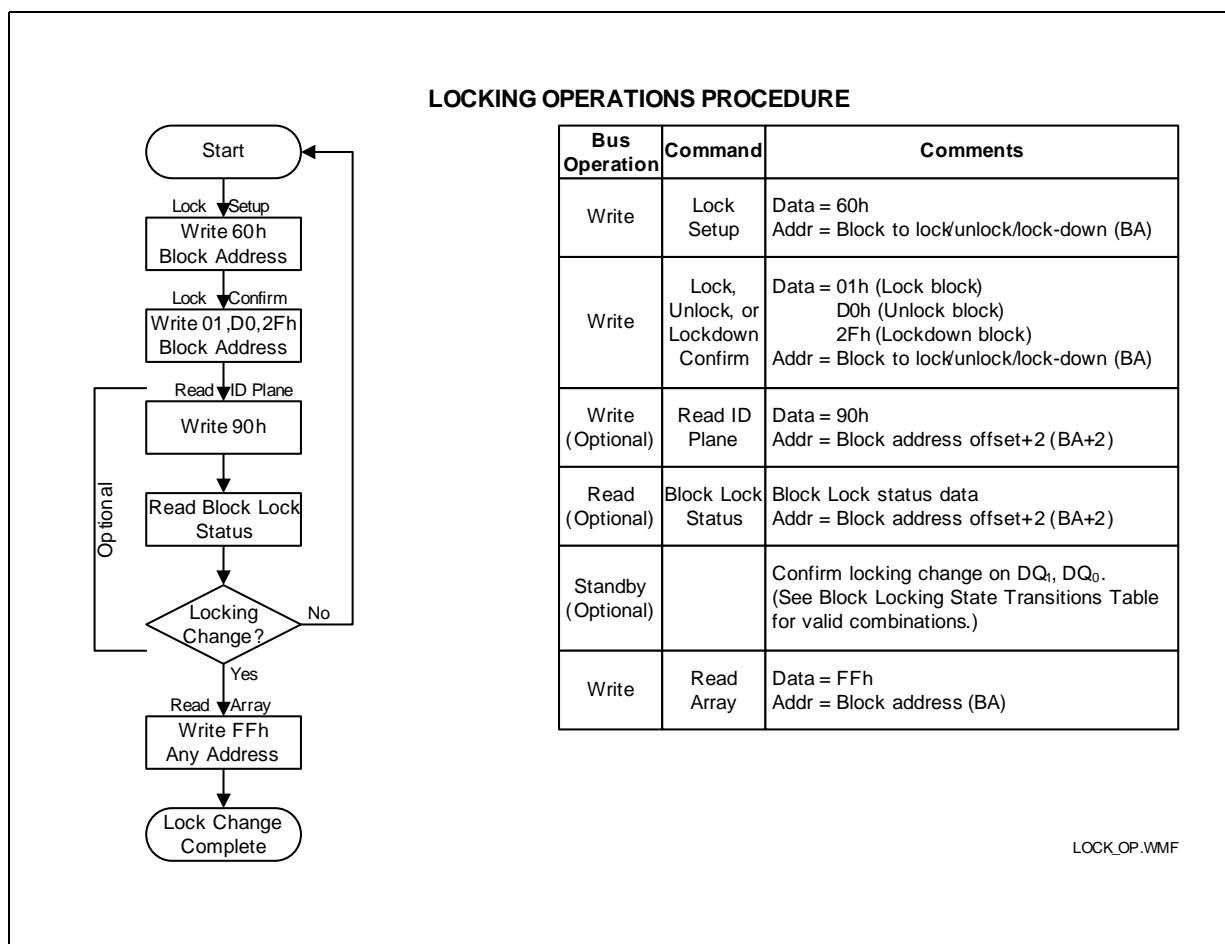 LOCKING OPERATIONS PROCEDURE
Start
Lock Setup
Write 60h
Block Address
Lock Confirm
Write 01,D0,2Fh
Block Address
Read ID Plane
Write 90h
Optional
Read Block Lock
Status
Locking
Change?
No
Yes
Read Array
Write FFh
Any Address
Lock Change
Complete
Bus
Operation
Command
Comments
Write
Lock
Setup
Data = 60h
Addr = Block to lock/unlock/lock-down (BA)
Write
Lock,
Unlock, or
Lockdown
Confirm
Data = 01h (Lock block)
D0h (Unlock block)
2Fh (Lockdown block)
Addr = Block to lock/unlock/lock-down (BA)
Write
(Optional)
Read ID
Plane
Data = 90h
Addr = Block address offset+2 (BA+2)
Read
(Optional)
Block Lock
Status
Block Lock status data
Addr = Block address offset+2 (BA+2)
Standby
(Optional)
Confirm locking change on DQ₁, DQ₀.
(See Block Locking State Transitions Table
for valid combinations.)
Write
Read
Array
Data = FFh
Addr = Block address (BA)
LOCK_OP.WMF